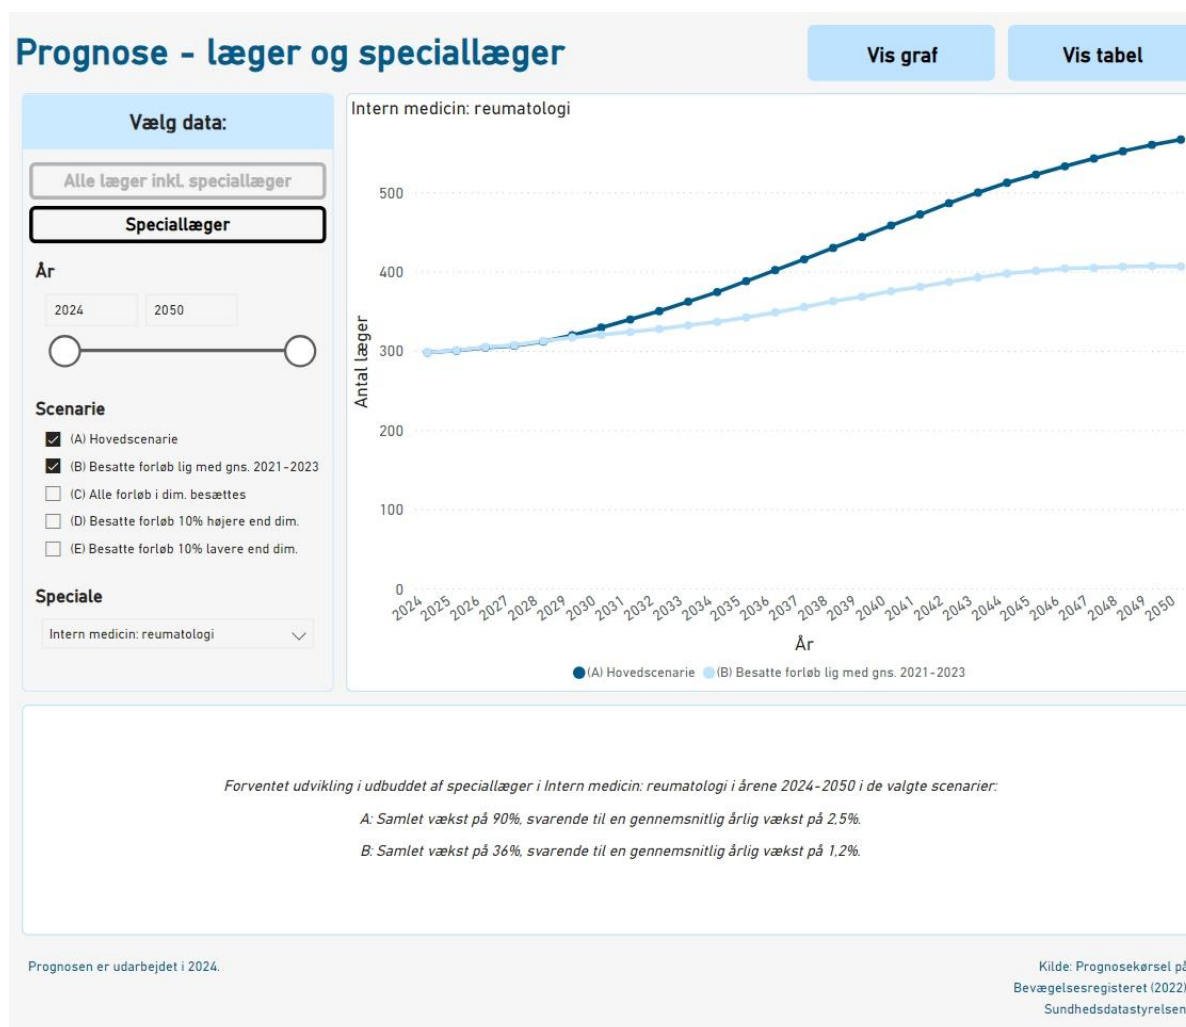 Prognose - læger og speciallæger
Vis graf
Vis tabel
Vælg data:
Alle læger inkl. speciallæger
Speciallæger
År
2024
2050
Scenarie
(A) Hovedscenarie
(B) Besatte forløb lig med gns. 2021-2023
(C) Alle forløb i dim. besættes
(D) Besatte forløb 10% højere end dim.
(E) Besatte forløb 10% lavere end dim.
Speciale
Intern medicin: reumatologi
Intern medicin: reumatologi
Antal læger
500
400
300
200
100
0
2024 2025 2026 2027 2028 2029 2030 2031 2032 2033 2034 2035 2036 2037 2038 2039 2040 2041 2042 2043 2044 2045 2046 2047 2048 2049 2050
År
(A) Hovedscenarie (B) Besatte forløb lig med gns. 2021-2023
Forventet udvikling i udbuddet af speciallæger i Intern medicin: reumatologi i årene 2024-2050 i de valgte scenarier:
A: Samlet vækst på 90%, svarende til en gennemsnitlig årlig vækst på 2,5%.
B: Samlet vækst på 36%, svarende til en gennemsnitlig årlig vækst på 1,2%.
Prognosen er udarbejdet i 2024.
Kilde: Prognosekørsel på
Bevægelsesregisteret (2022)
Sundhedsdatastyrelsen